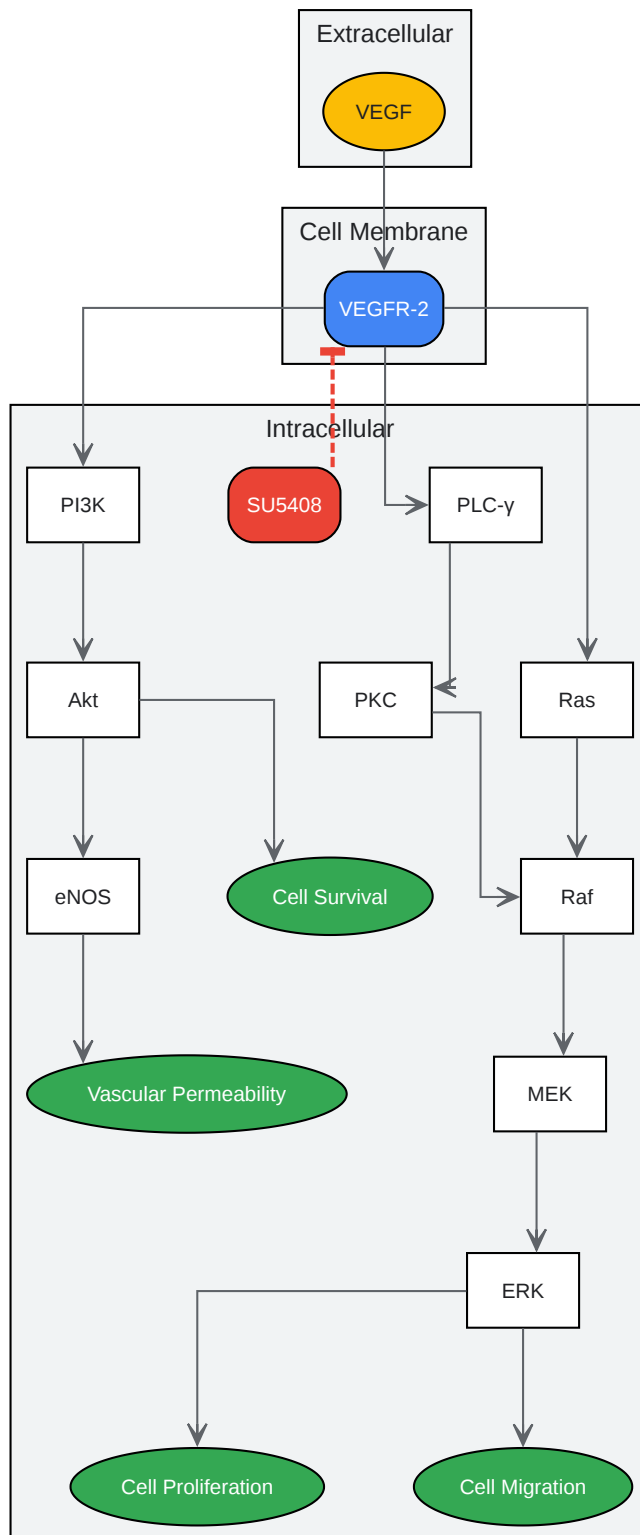 Extracellular
VEGF
Cell Membrane
VEGFR-2
Intracellular
PI3K
SU5408
PLC-γ
Akt
PKC
Ras
eNOS
Cell Survival
Raf
Vascular Permeability
MEK
ERK
Cell Proliferation
Cell Migration